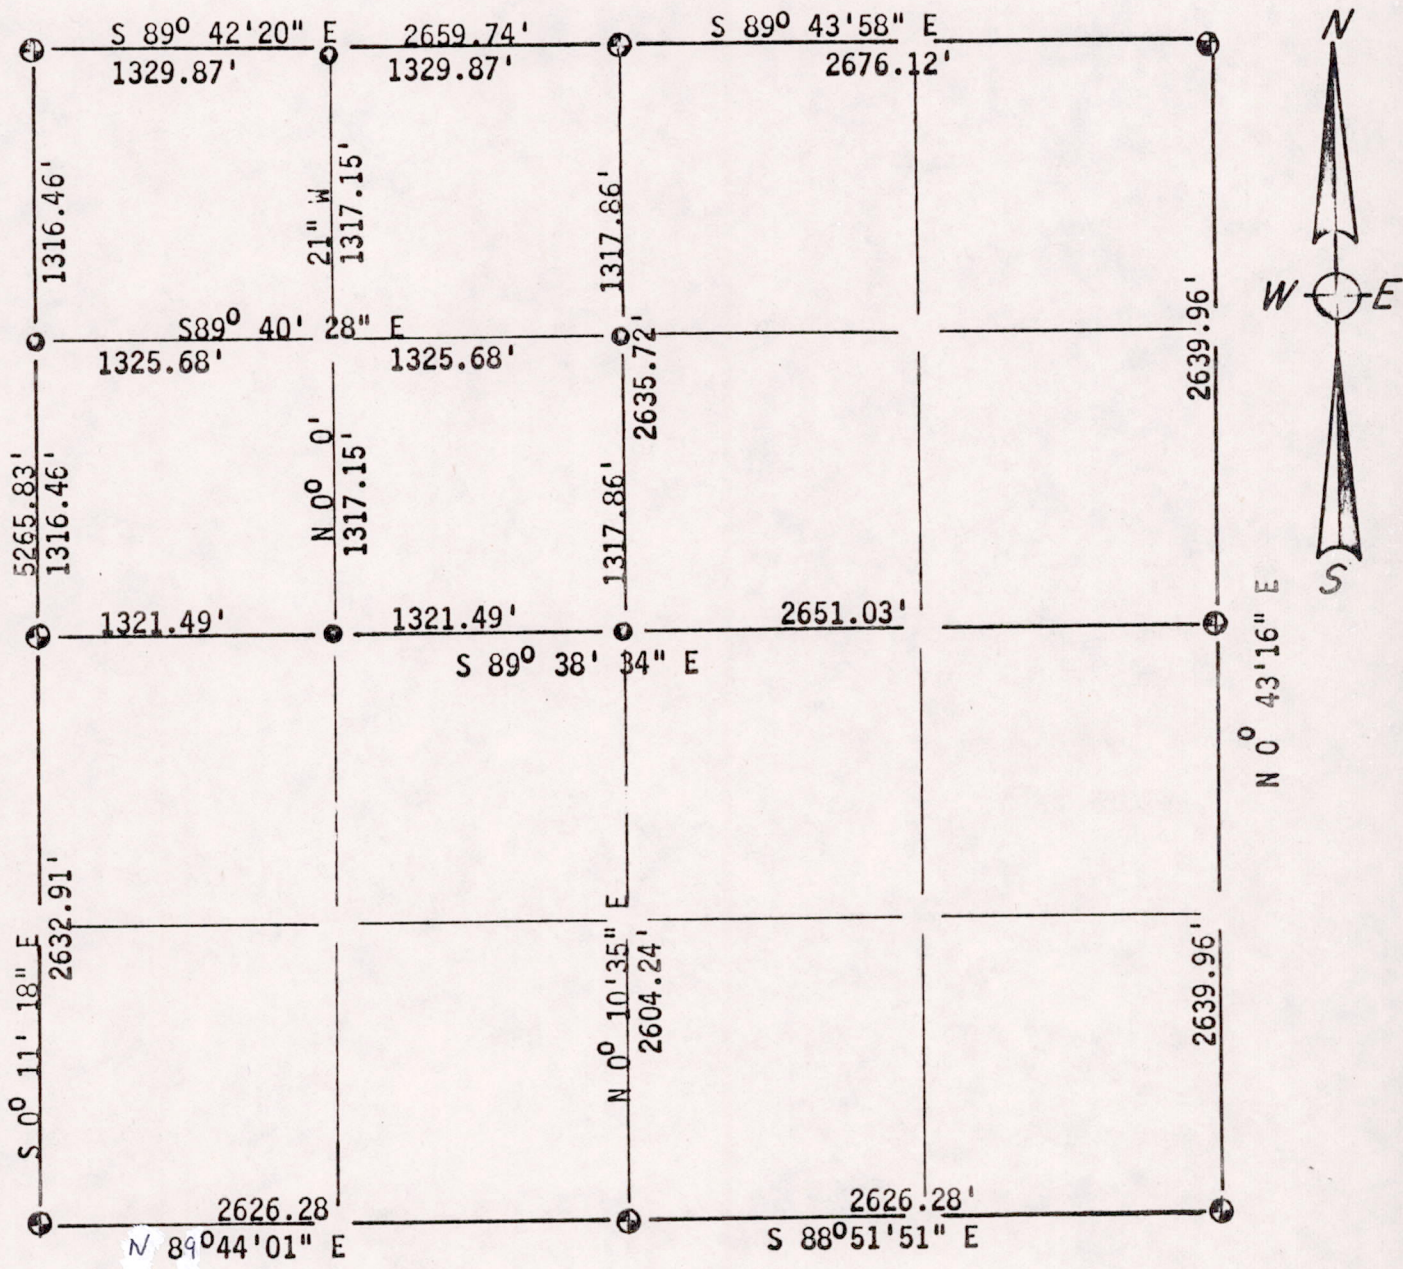 S 89° 42'20" E
2659.74'
S 89° 43'58" E
1329.87'
1329.87'
2676.12'
N
W
E
S
1316.46'
21" W
1317.15'
1317.86'
2639.96'
S89° 40' 28" E
1325.68'
1325.68'
2635.72'
5265.83'
1316.46'
N 0° 0'
1317.15'
1317.86'
1321.49'
1321.49'
2651.03'
S 89° 38' 34" E
N 0° 43'16" E
2632.91'
S 0° 11' 18" E
N 0° 10'35" E
2604.24'
2639.96'
2626.28'
N 89°44'01" E
2626.28'
S 88°51'51" E